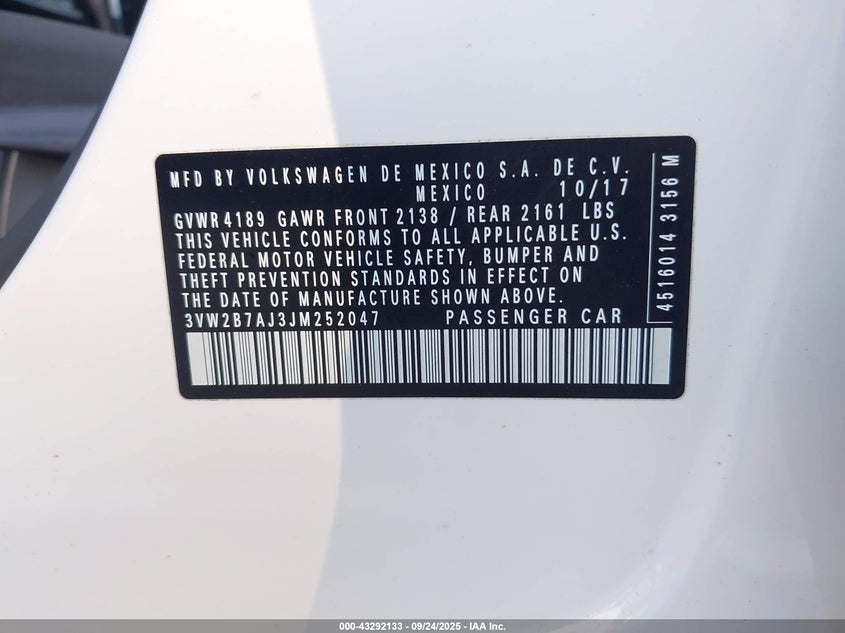 MFD BY VOLKSWAGEN DE MEXICO S.A. DE C.V.
MEXICO 10/17
GVWR 4189 GAWR FRONT 2138 / REAR 2161 LBS
THIS VEHICLE CONFORMS TO ALL APPLICABLE U.S.
FEDERAL MOTOR VEHICLE SAFETY, BUMPER AND
THEFT PREVENTION STANDARDS IN EFFECT ON
THE DATE OF MANUFACTURE SHOWN ABOVE.
3VW2B7AJ3JM252047 PASSENGER CAR
4516014 3156 M
000-43292133 - 09/24/2025 - IAA Inc.